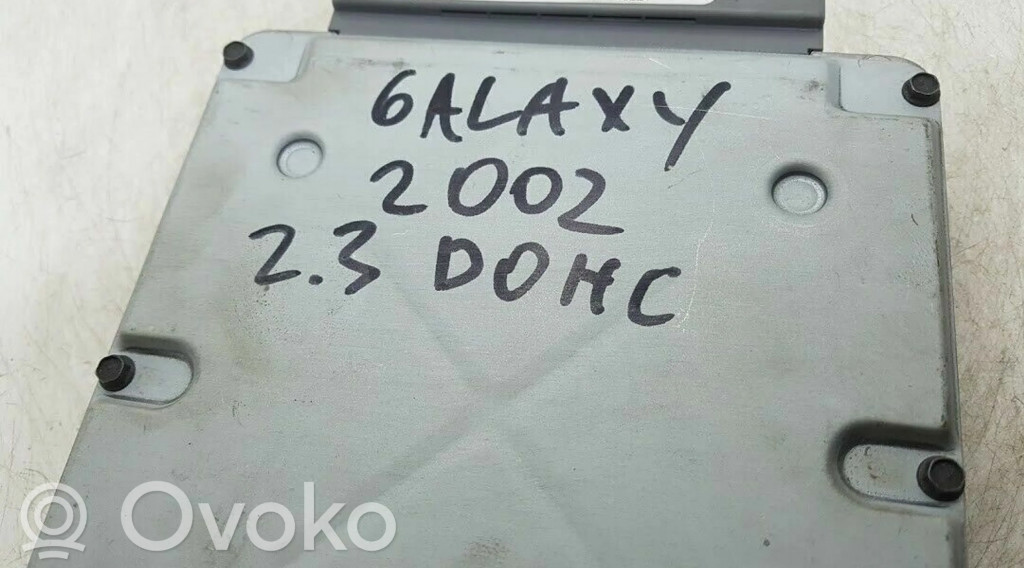 GALAXY
2002
2.3 DOHC
Ovoko